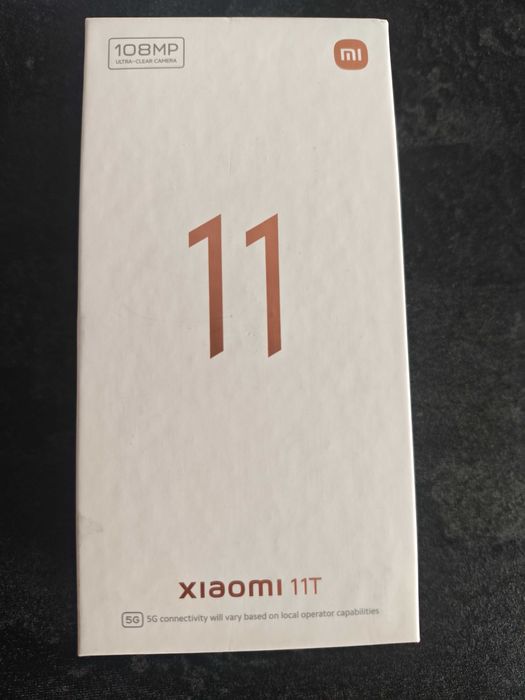 108MP
ULTRA-CLEAR CAMERA
mi
11
xiaomi 11T
5G 5G connectivity will vary based on local operator capabilities